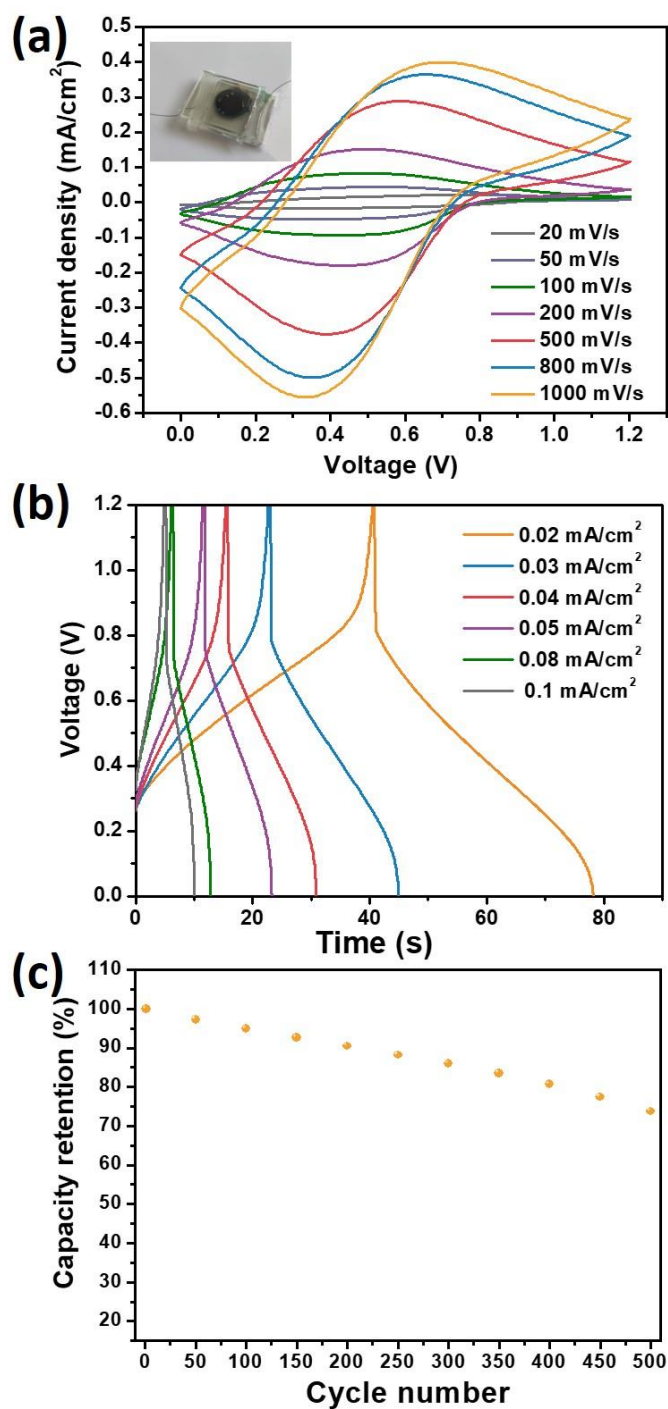 (a)
0.5
0.4
0.3
0.2
0.1
0.0
-0.1
-0.2
-0.3
-0.4
-0.5
-0.6
Current density (mA/cm²)
20 mV/s
50 mV/s
100 mV/s
200 mV/s
500 mV/s
800 mV/s
1000 mV/s
0.0 0.2 0.4 0.6 0.8 1.0 1.2
Voltage (V)
(b)
1.2
1.0
0.8
0.6
0.4
0.2
0.0
Voltage (V)
0.02 mA/cm²
0.03 mA/cm²
0.04 mA/cm²
0.05 mA/cm²
0.08 mA/cm²
0.1 mA/cm²
0 20 40 60 80
Time (s)
(c)
110
100
90
80
70
60
50
40
30
20
Capacity retention (%)
0 50 100 150 200 250 300 350 400 450 500
Cycle number